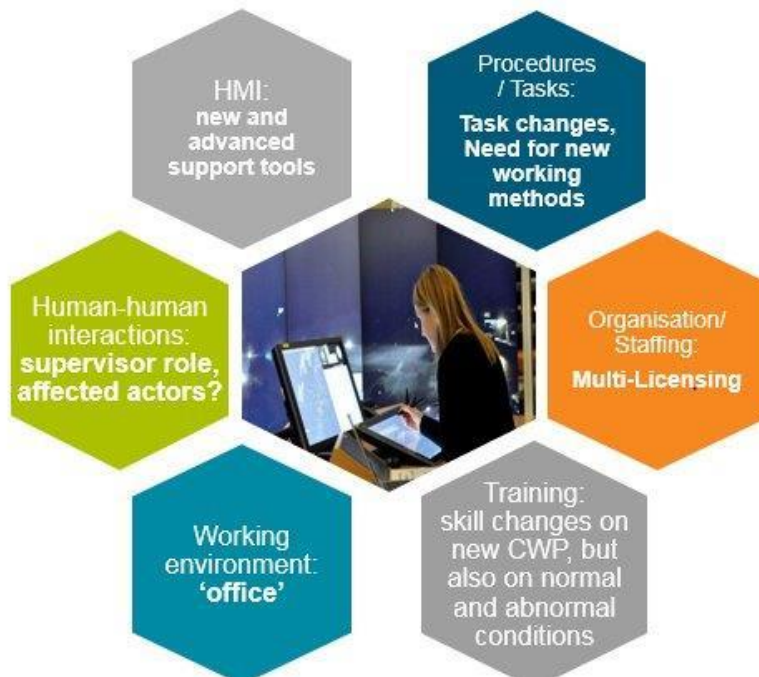 HMI:
new and
advanced
support tools
Procedures
/ Tasks:
Task changes,
Need for new
working
methods
Human-human
interactions:
supervisor role,
affected actors?
Organisation/
Staffing:
Multi-Licensing
Working
environment:
‘office’
Training:
skill changes on
new CWP, but
also on normal
and abnormal
conditions